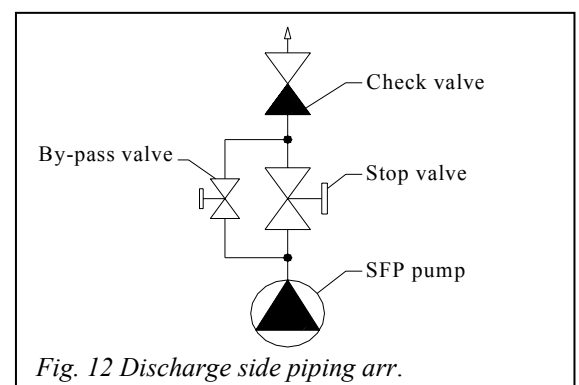 Check valve
By-pass valve
Stop valve
SFP pump
Fig. 12 Discharge side piping arr.